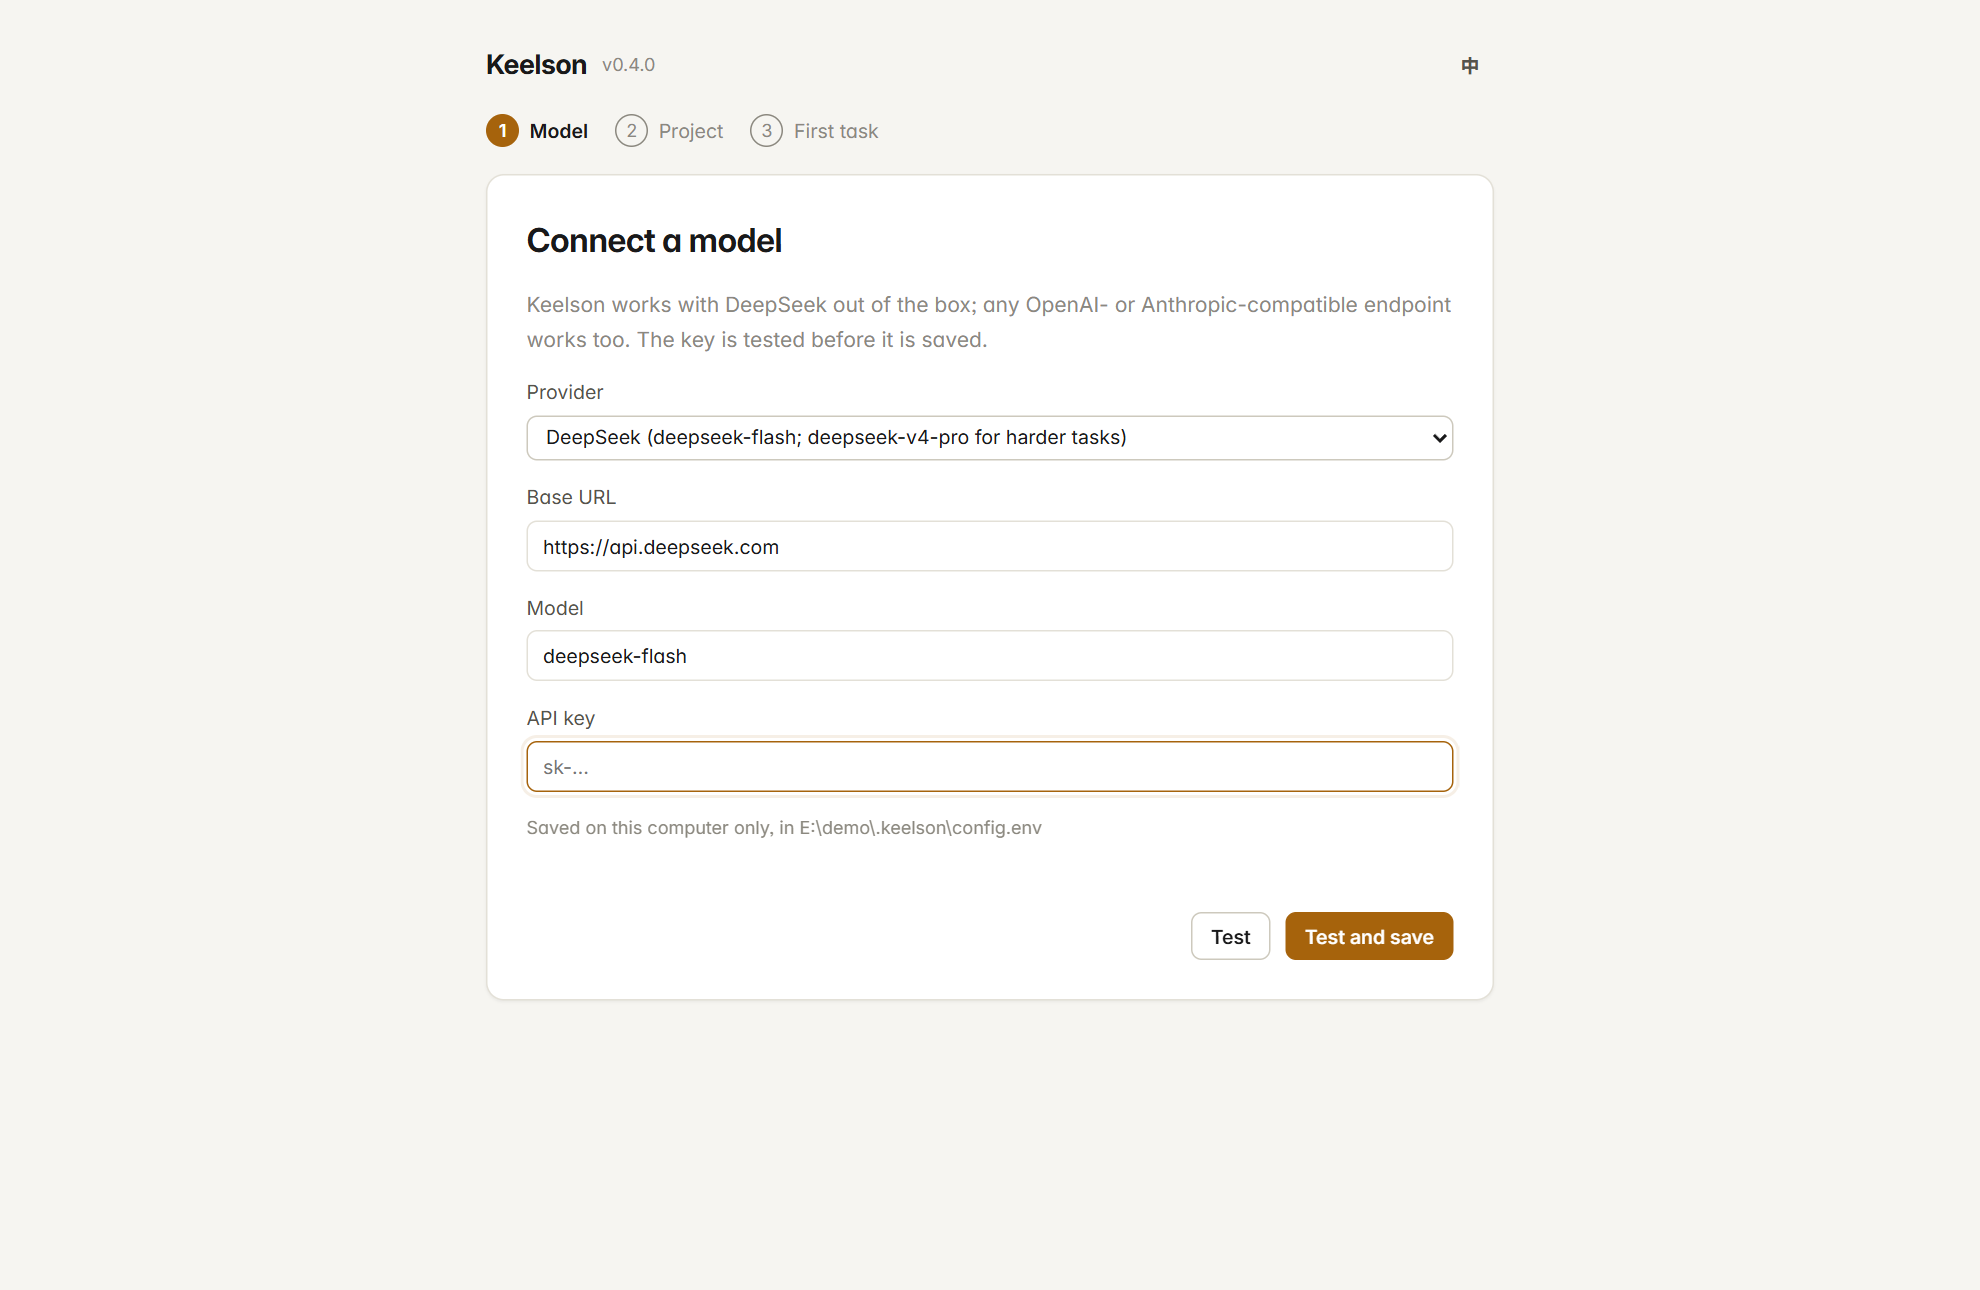 Keelson v0.4.0 中
1 Model 2 Project 3 First task
Connect a model
Keelson works with DeepSeek out of the box; any OpenAI- or Anthropic-compatible endpoint
works too. The key is tested before it is saved.
Provider
DeepSeek (deepseek-flash; deepseek-v4-pro for harder tasks)
Base URL
https://api.deepseek.com
Model
deepseek-flash
API key
sk-...
Saved on this computer only, in E:\demo\.keelson\config.env
Test Test and save